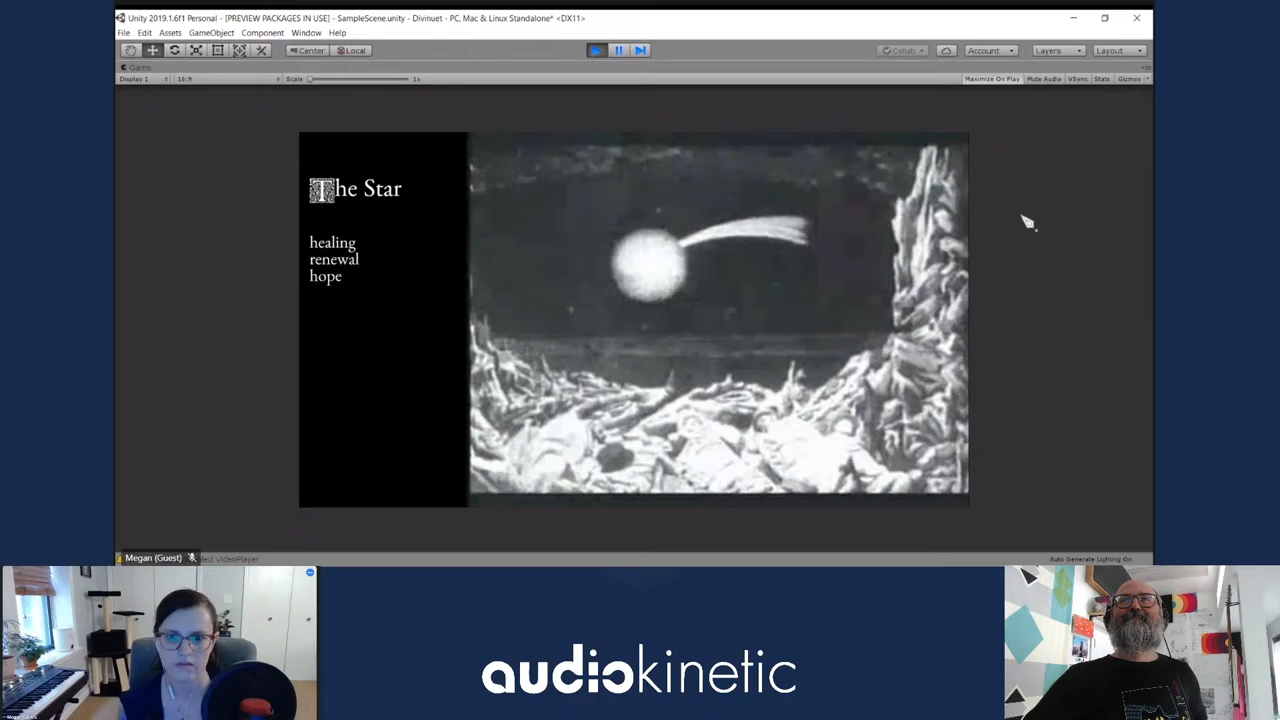 Unity 2019.1.6f1 Personal - [PREVIEW PACKAGES IN USE] - SampleScene.unity - Divinuet - PC, Mac & Linux Standalone* <DX11>
File Edit Assets GameObject Component Window Help
Center Local Collab Account Layers Layout
Game
Display 1 16:9 Scale 1x Maximize On Play Mute Audio VSync Stats Gizmos
The Star
healing
renewal
hope
Megan (Guest) VideoPlayer Auto Generate Lighting On
audiokinetic